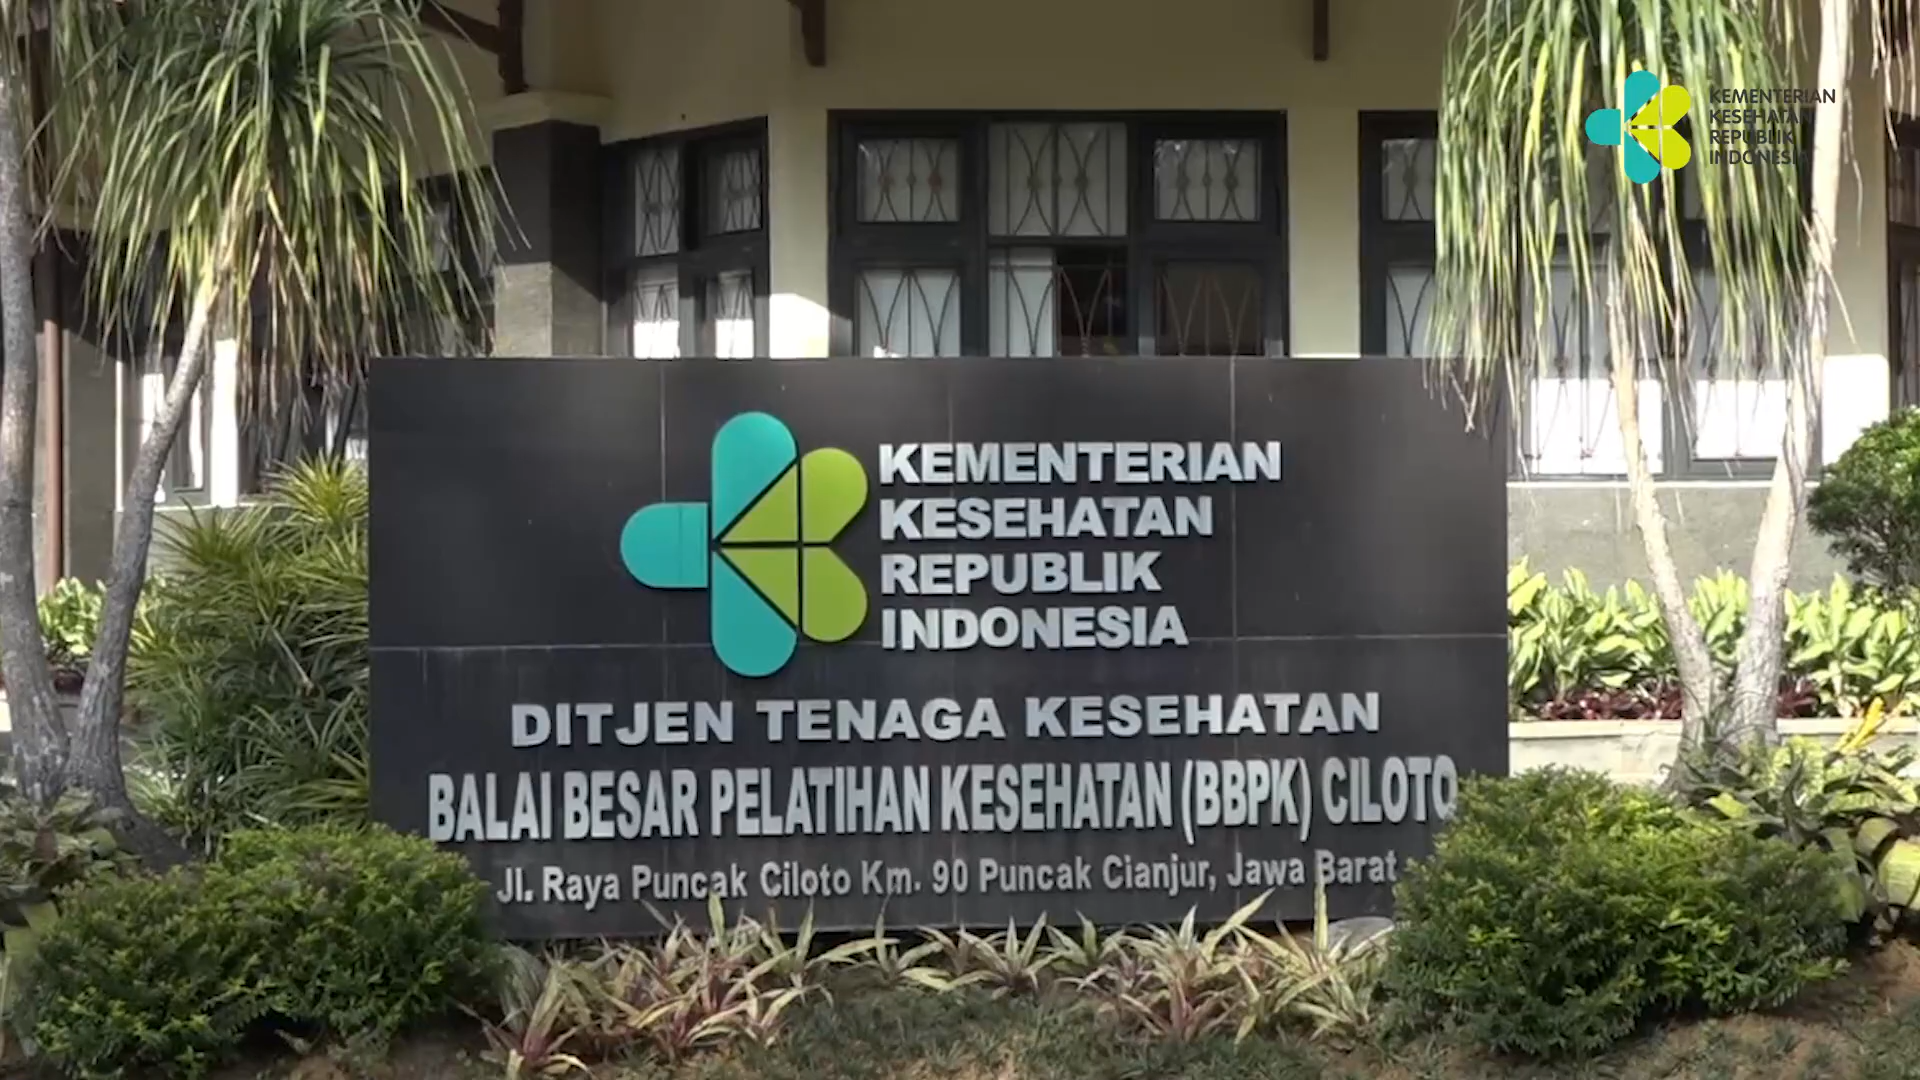 KEMENTERIAN
KESEHATAN
REPUBLIK
INDONESIA
KEMENTERIAN
KESEHATAN
REPUBLIK
INDONESIA
DITJEN TENAGA KESEHATAN
BALAI BESAR PELATIHAN KESEHATAN (BBPK) CILOTO
Jl. Raya Puncak Ciloto Km. 90 Puncak Cianjur, Jawa Barat